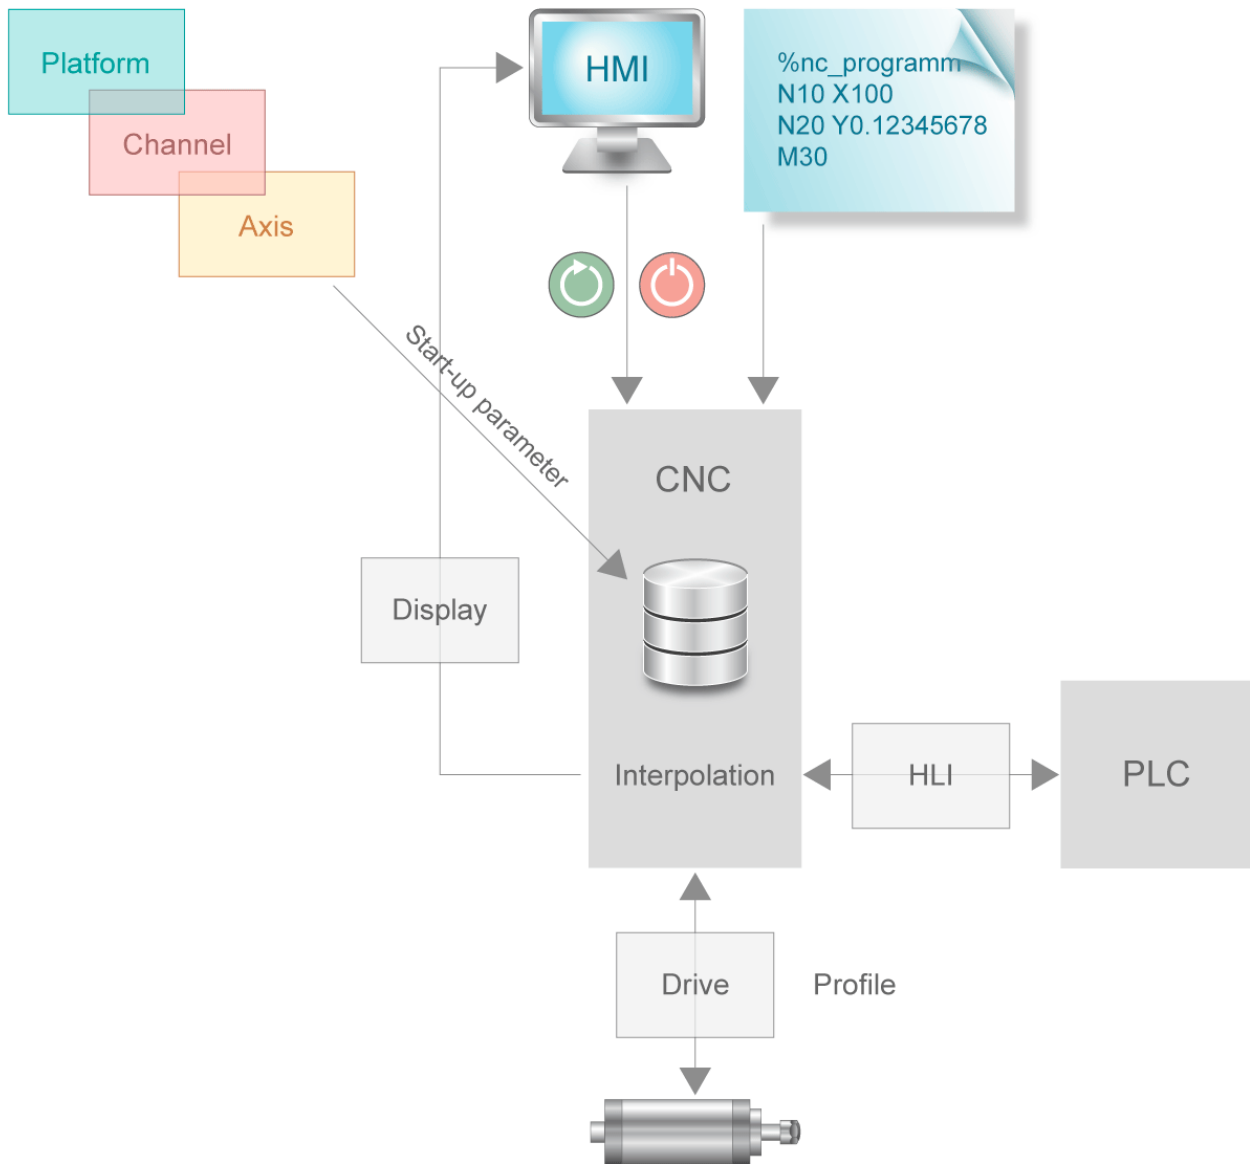 Platform
Channel
Axis
HMI
%nc_programm
N10 X100
N20 Y0.12345678
M30
Start-up parameter
CNC
Display
Interpolation
HLI
PLC
Drive
Profile